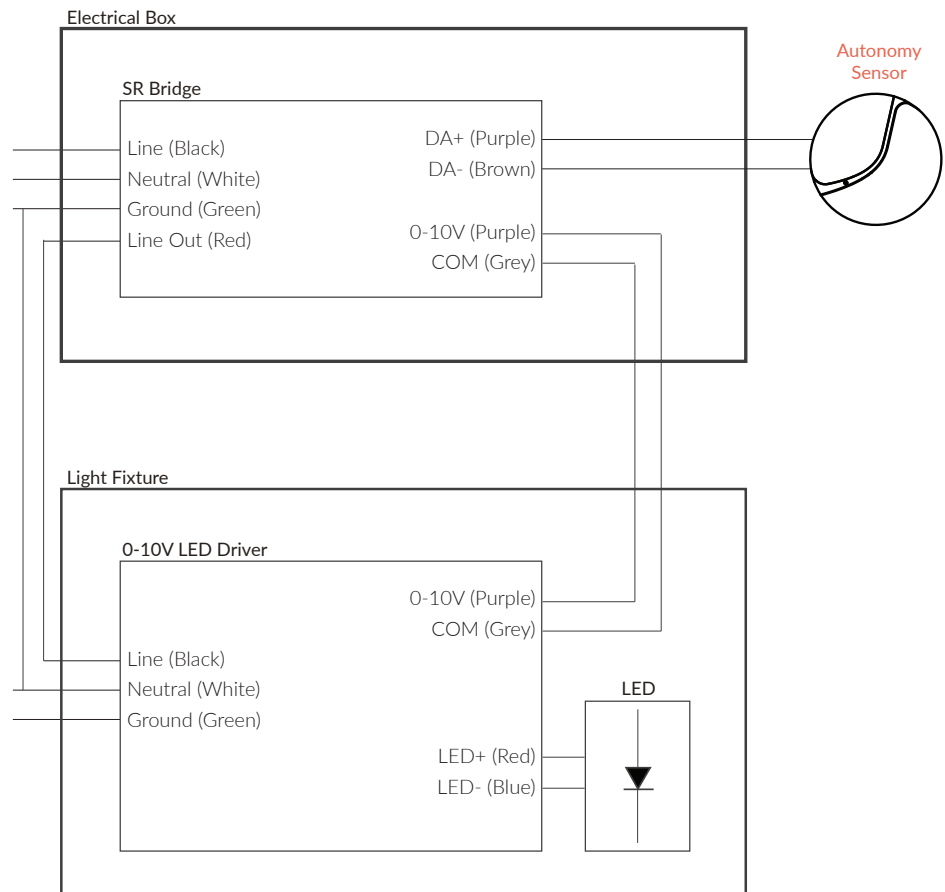 Electrical Box
Autonomy
Sensor
SR Bridge
Line (Black)
Neutral (White)
Ground (Green)
Line Out (Red)
DA+ (Purple)
DA- (Brown)
0-10V (Purple)
COM (Grey)
Light Fixture
0-10V LED Driver
0-10V (Purple)
COM (Grey)
Line (Black)
Neutral (White)
Ground (Green)
LED+ (Red)
LED- (Blue)
LED